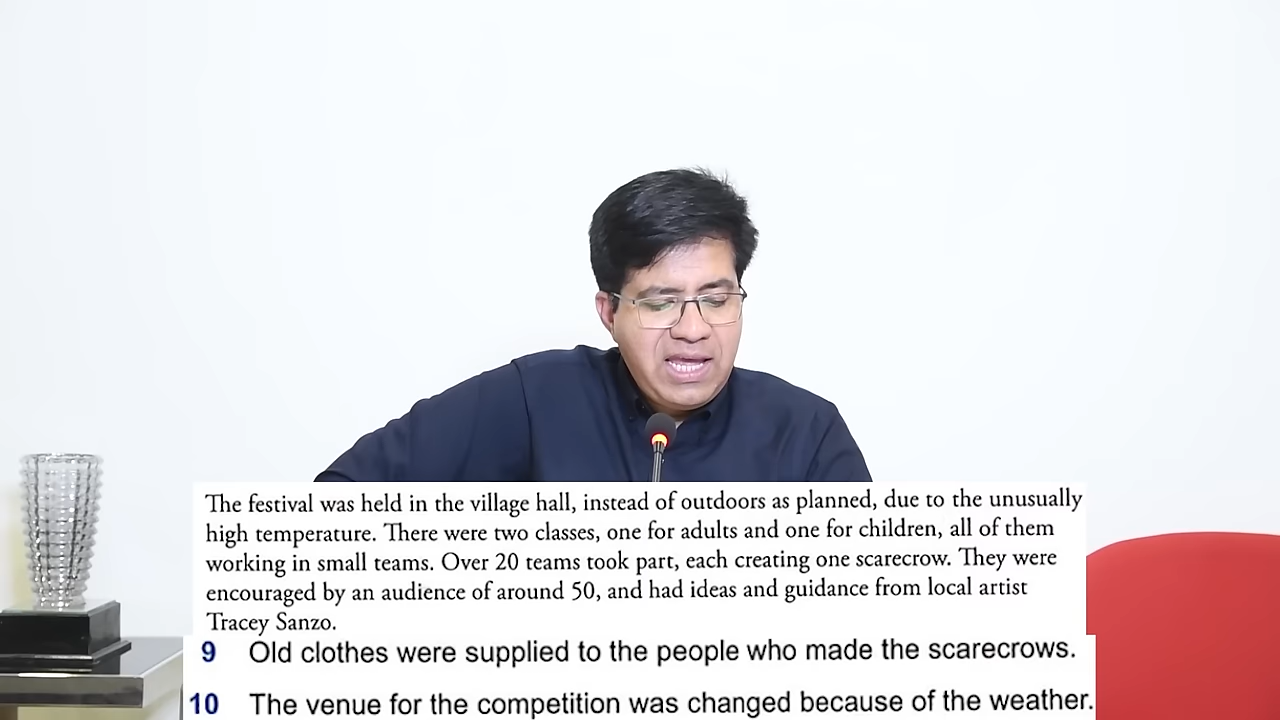 The festival was held in the village hall, instead of outdoors as planned, due to the unusually
high temperature. There were two classes, one for adults and one for children, all of them
working in small teams. Over 20 teams took part, each creating one scarecrow. They were
encouraged by an audience of around 50, and had ideas and guidance from local artist
Tracey Sanzo.
9 Old clothes were supplied to the people who made the scarecrows.
10 The venue for the competition was changed because of the weather.